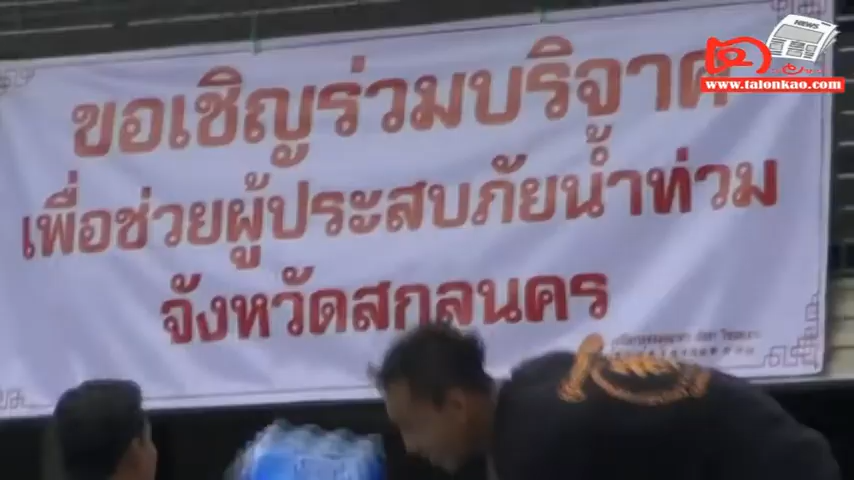 NEWS
www.talonkao.com
ขอเชิญร่วมบริจาค
เพื่อช่วยผู้ประสบภัยน้ำท่วม
จังหวัดสกลนคร